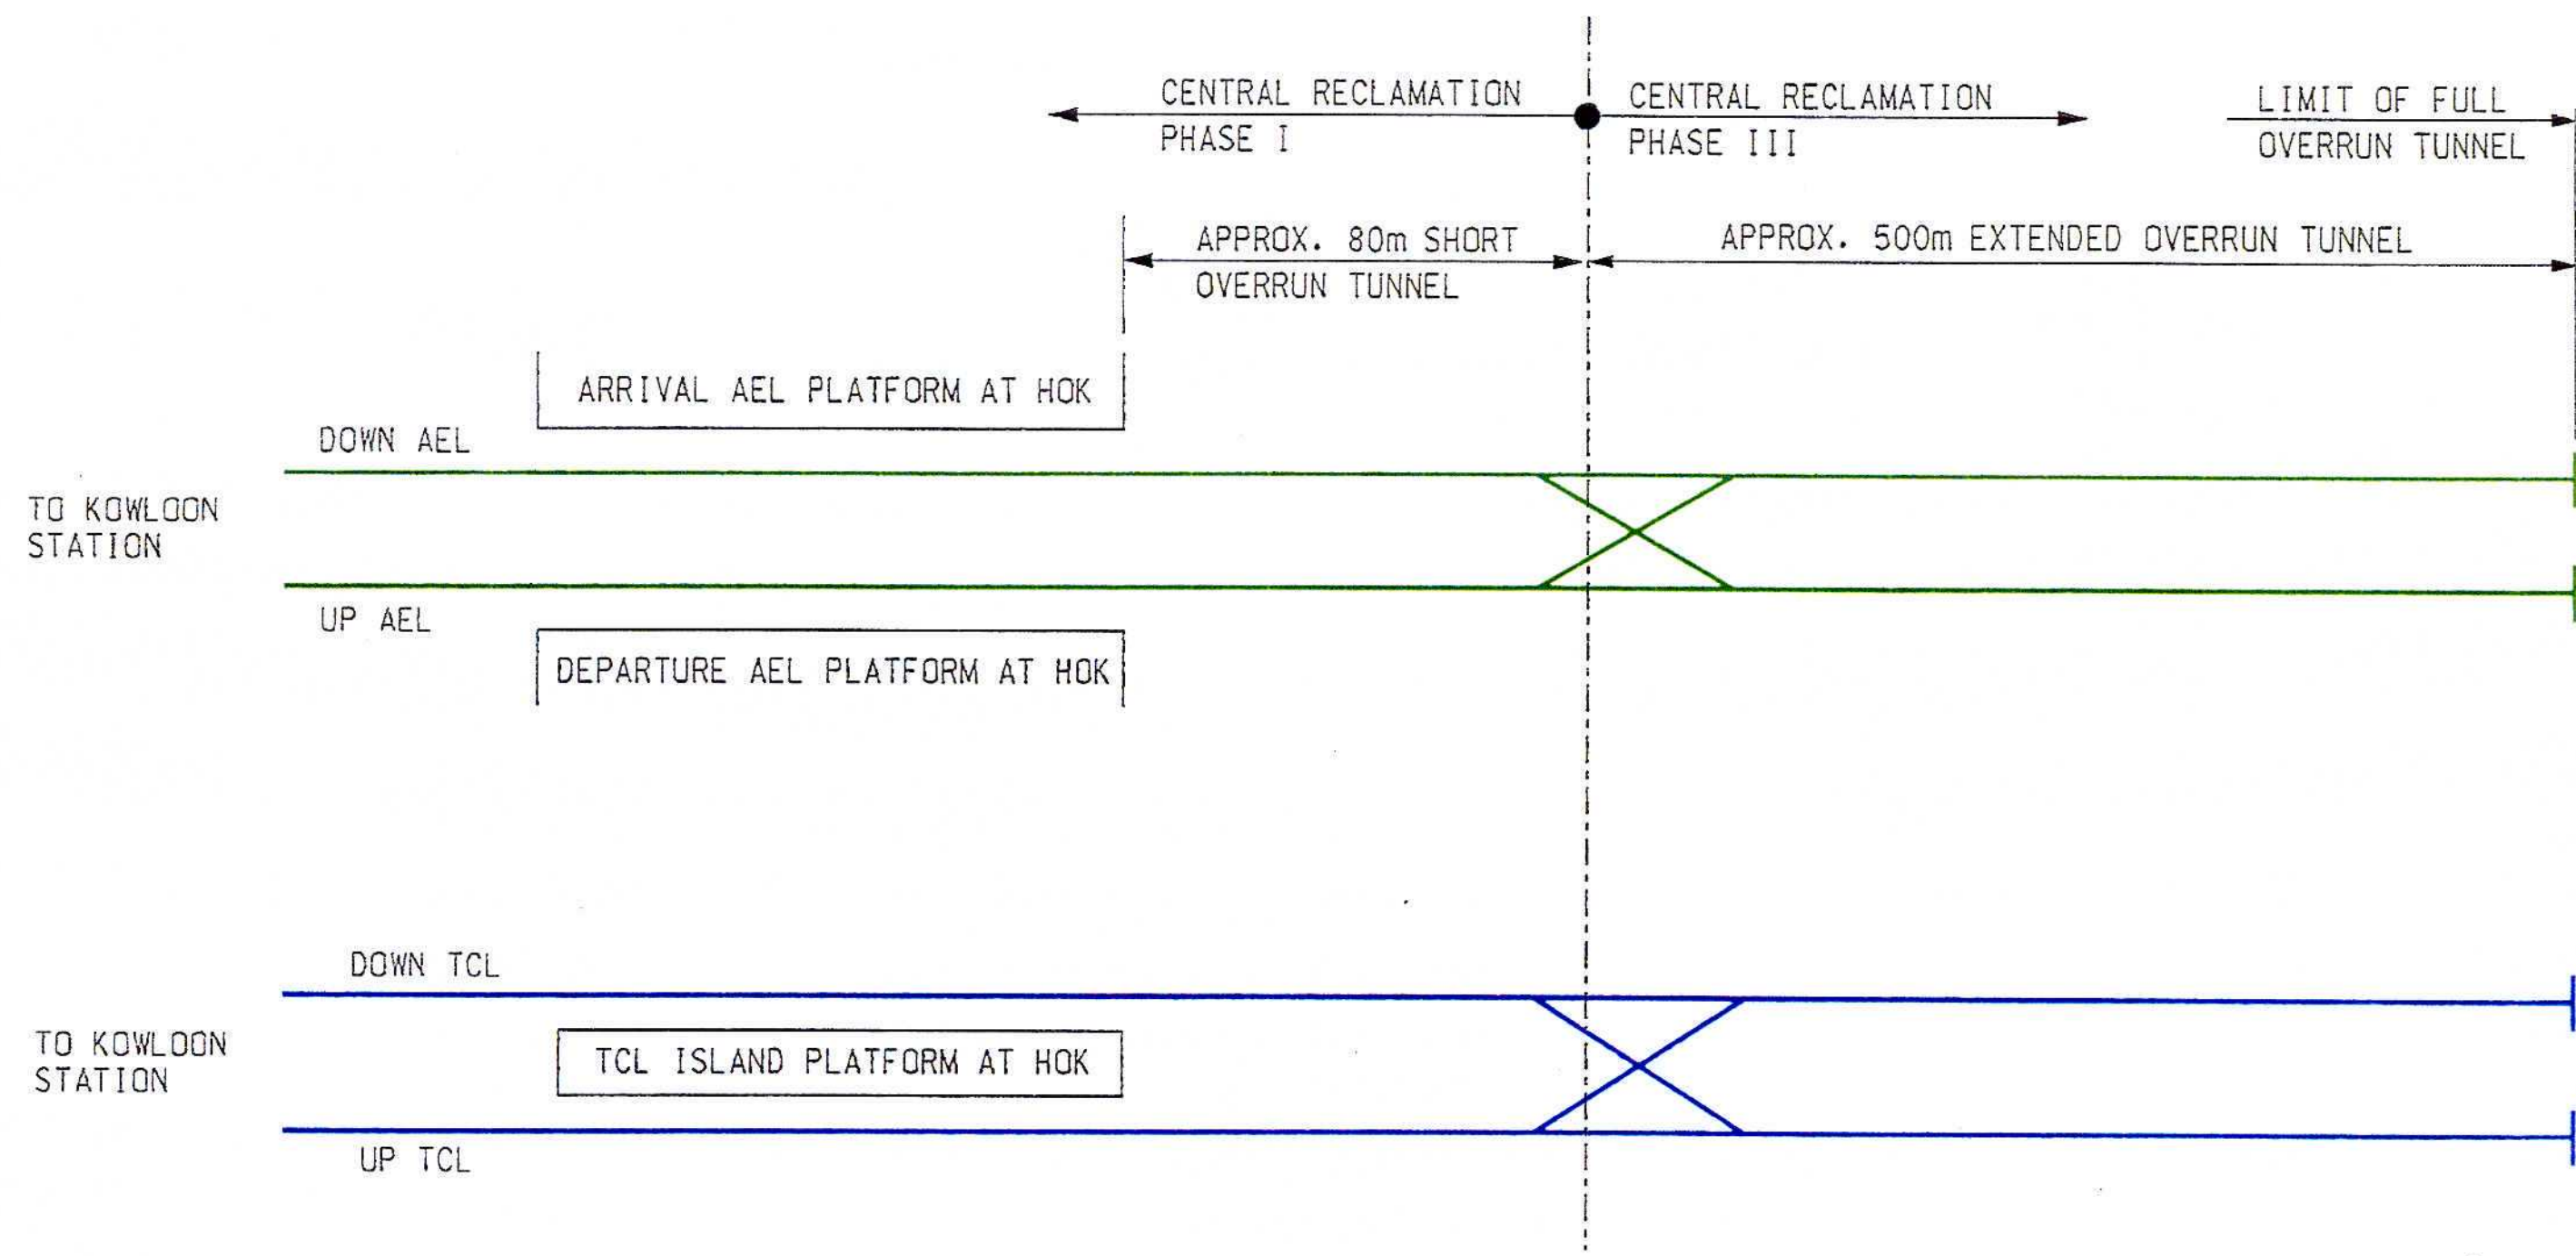 CENTRAL RECLAMATION
PHASE I
CENTRAL RECLAMATION
PHASE III
LIMIT OF FULL
OVERRUN TUNNEL
APPROX. 80m SHORT
OVERRUN TUNNEL
APPROX. 500m EXTENDED OVERRUN TUNNEL
ARRIVAL AEL PLATFORM AT HOK
DOWN AEL
TO KOWLOON
STATION
UP AEL
DEPARTURE AEL PLATFORM AT HOK
DOWN TCL
TO KOWLOON
STATION
TCL ISLAND PLATFORM AT HOK
UP TCL